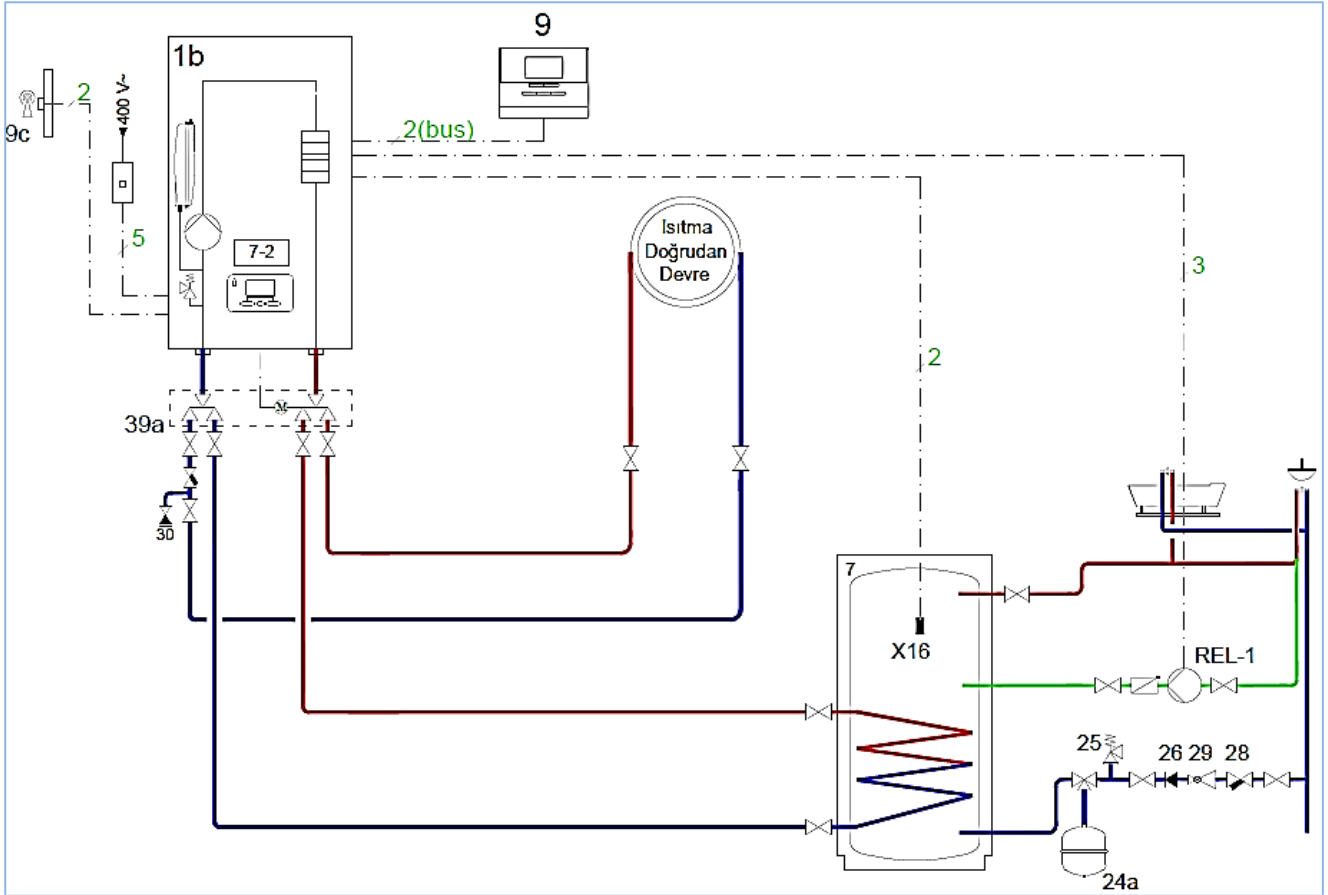 1b
9
2
400 V~
9c
2(bus)
5
7-2
Isıtma
Doğrudan
Devre
3
2
M
39a
30
7
X16
REL-1
25
26
29
28
24a